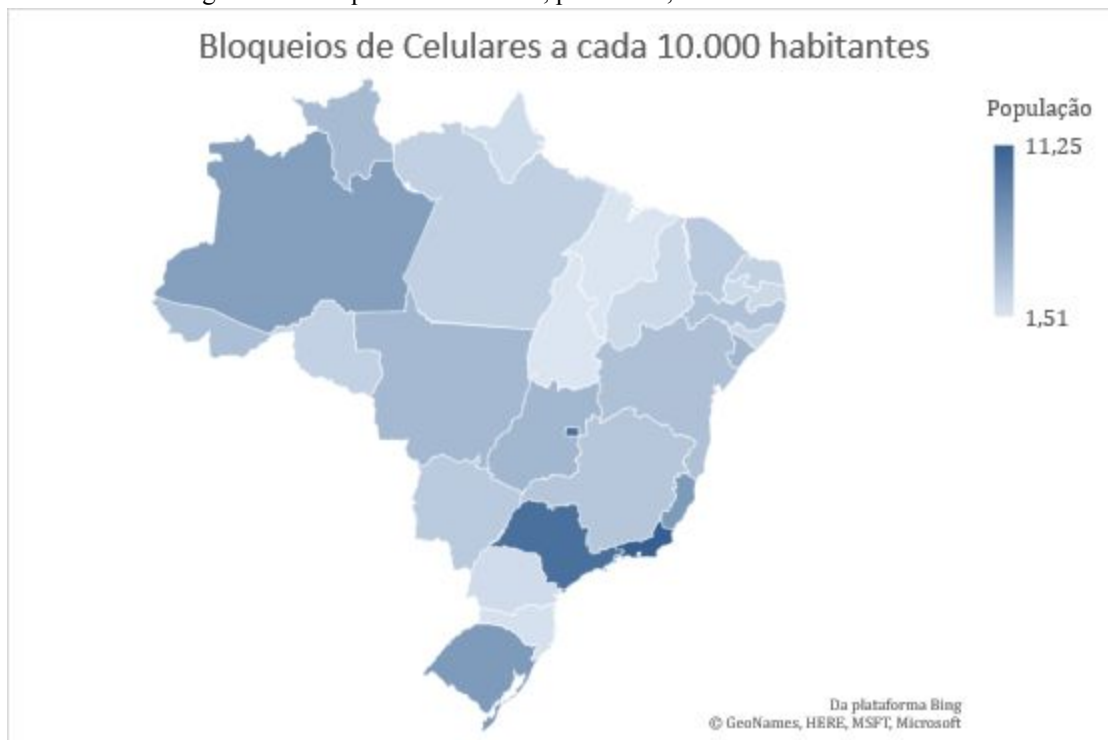 Bloqueios de Celulares a cada 10.000 habitantes
População
11,25
1,51
Da plataforma Bing
© GeoNames, HERE, MSFT, Microsoft